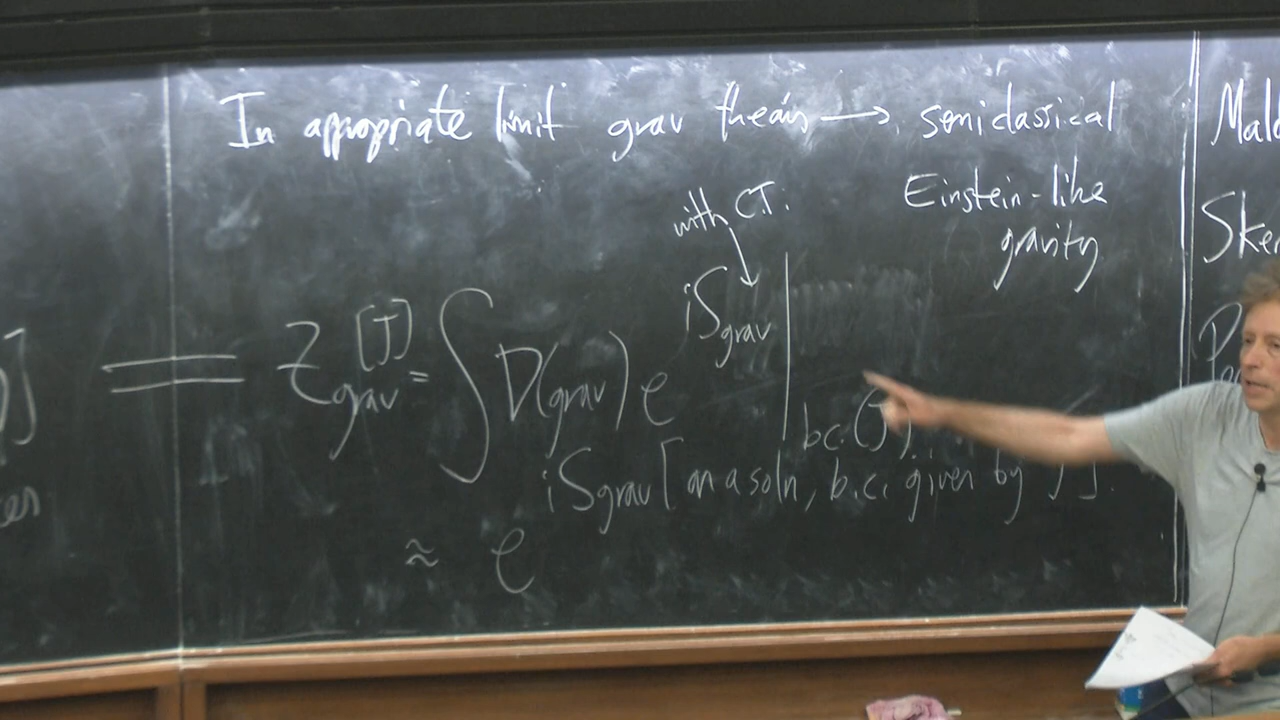 In appropriate limit grav theories → semiclassical
Einstein-like
gravity
with C.T.
= Z_grav[J] = ∫ D(grav) e^{iS_grav} | b.c.(J)
≈ e^{iS_grav[on a soln, b.c. given by J]}.
Mald
Sken